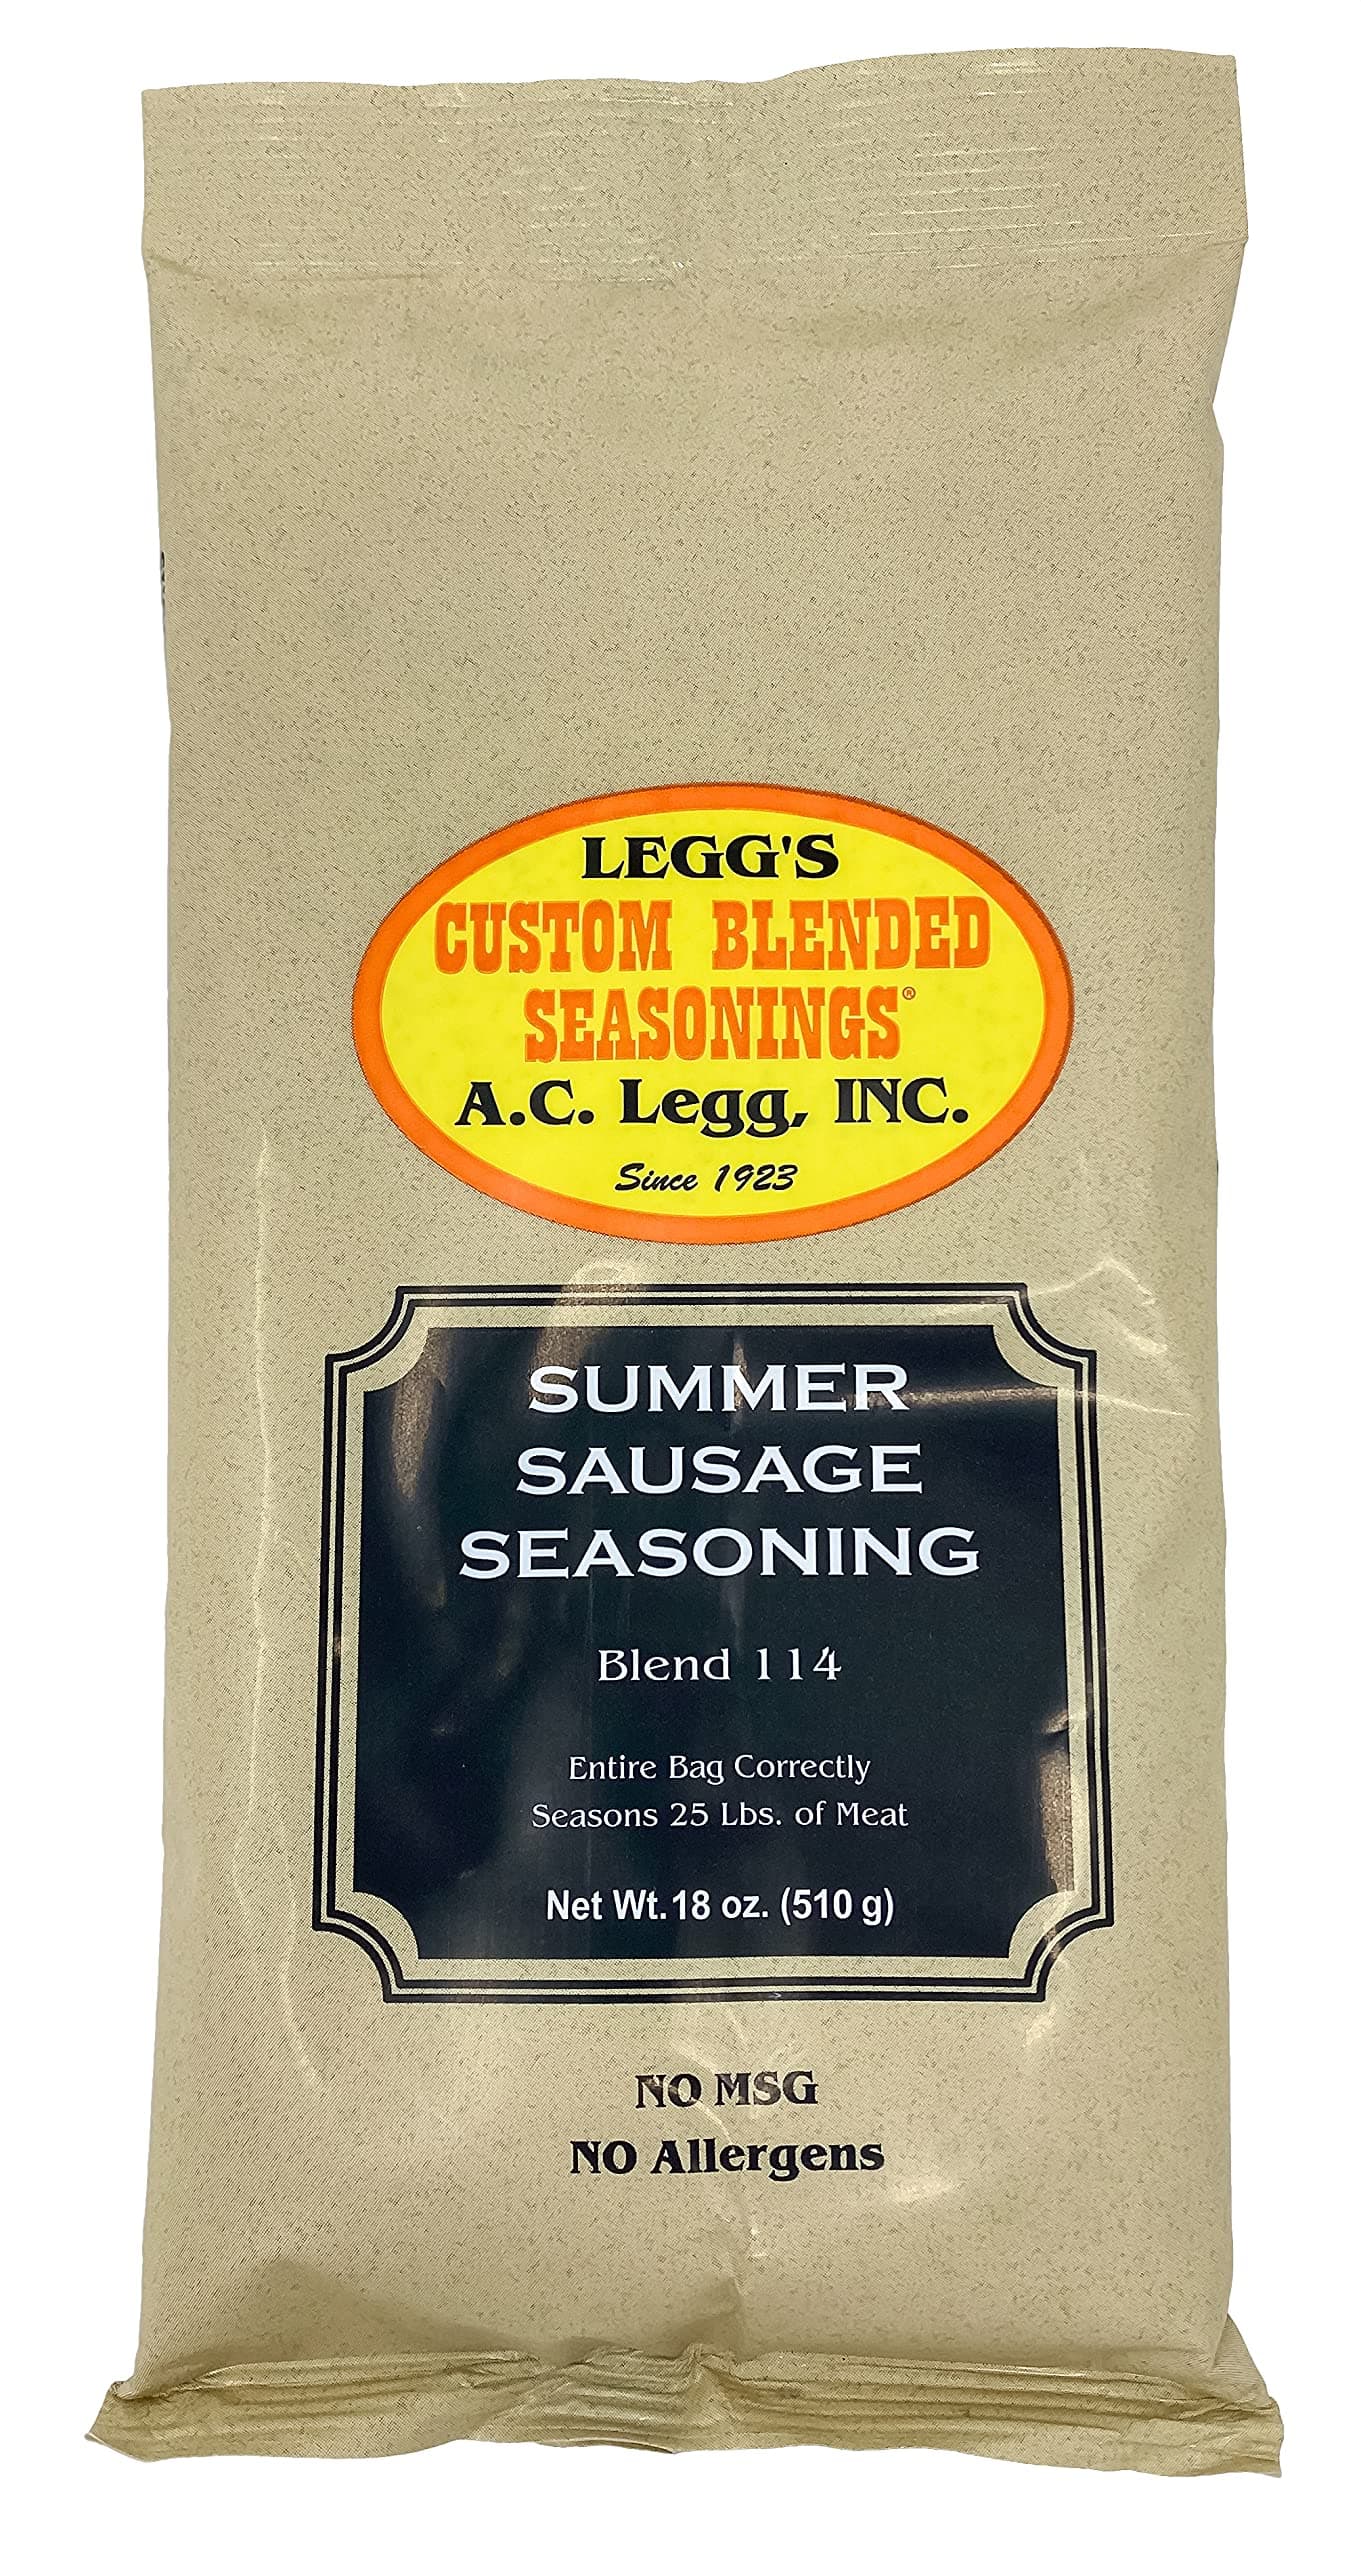 LEGG'S
CUSTOM BLENDED
SEASONINGS®
A.C. Legg, INC.
Since 1923
SUMMER
SAUSAGE
SEASONING
Blend 114
Entire Bag Correctly
Seasons 25 Lbs. of Meat
Net Wt. 18 oz. (510 g)
NO MSG
NO Allergens